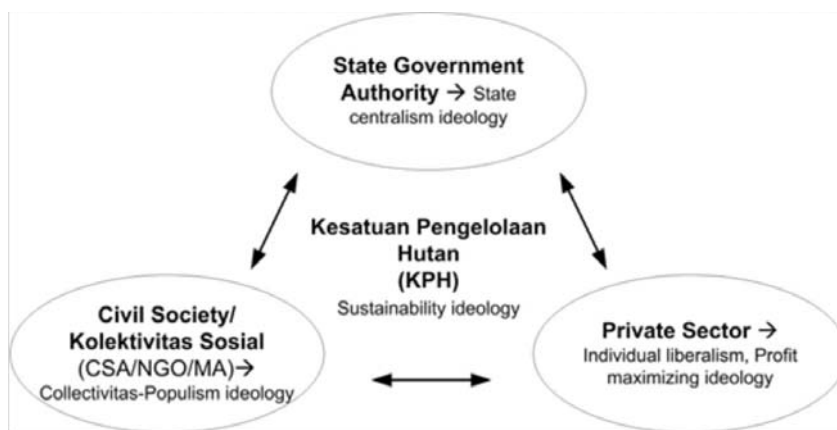 State Government
Authority → State
centralism ideology
Kesatuan Pengelolaan
Hutan
(KPH)
Sustainability ideology
Civil Society/
Kolektivitas Sosial
(CSA/NGO/MA)→
Collectivitas-Populism ideology
Private Sector →
Individual liberalism, Profit
maximizing ideology